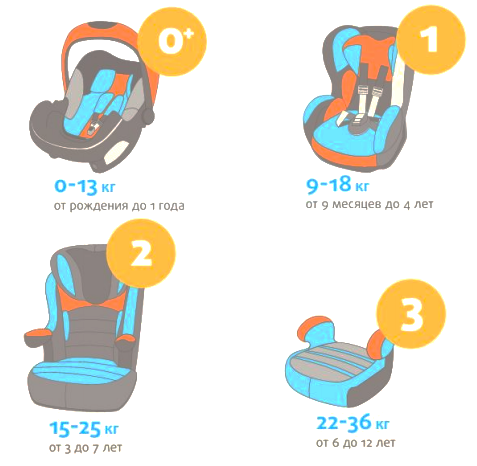 0+
0-13 кг
от рождения до 1 года
1
9-18 кг
от 9 месяцев до 4 лет
2
15-25 кг
от 3 до 7 лет
3
22-36 кг
от 6 до 12 лет